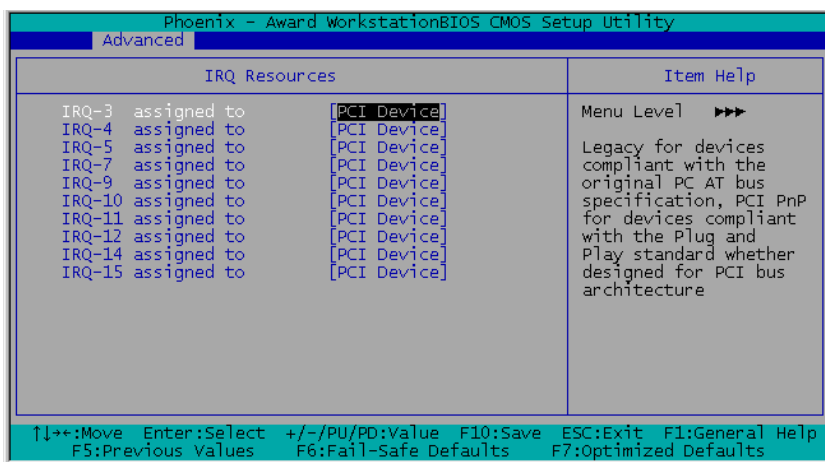 Phoenix - Award WorkstationBIOS CMOS Setup Utility
Advanced
IRQ Resources
Item Help
IRQ-3 assigned to [PCI Device]
IRQ-4 assigned to [PCI Device]
IRQ-5 assigned to [PCI Device]
IRQ-7 assigned to [PCI Device]
IRQ-9 assigned to [PCI Device]
IRQ-10 assigned to [PCI Device]
IRQ-11 assigned to [PCI Device]
IRQ-12 assigned to [PCI Device]
IRQ-14 assigned to [PCI Device]
IRQ-15 assigned to [PCI Device]
Menu Level ►►►
Legacy for devices
compliant with the
original PC AT bus
specification, PCI PnP
for devices compliant
with the Plug and
Play standard whether
designed for PCI bus
architecture
↑↓→←:Move Enter:Select +/-/PU/PD:Value F10:Save ESC:Exit F1:General Help
F5:Previous Values F6:Fail-Safe Defaults F7:Optimized Defaults